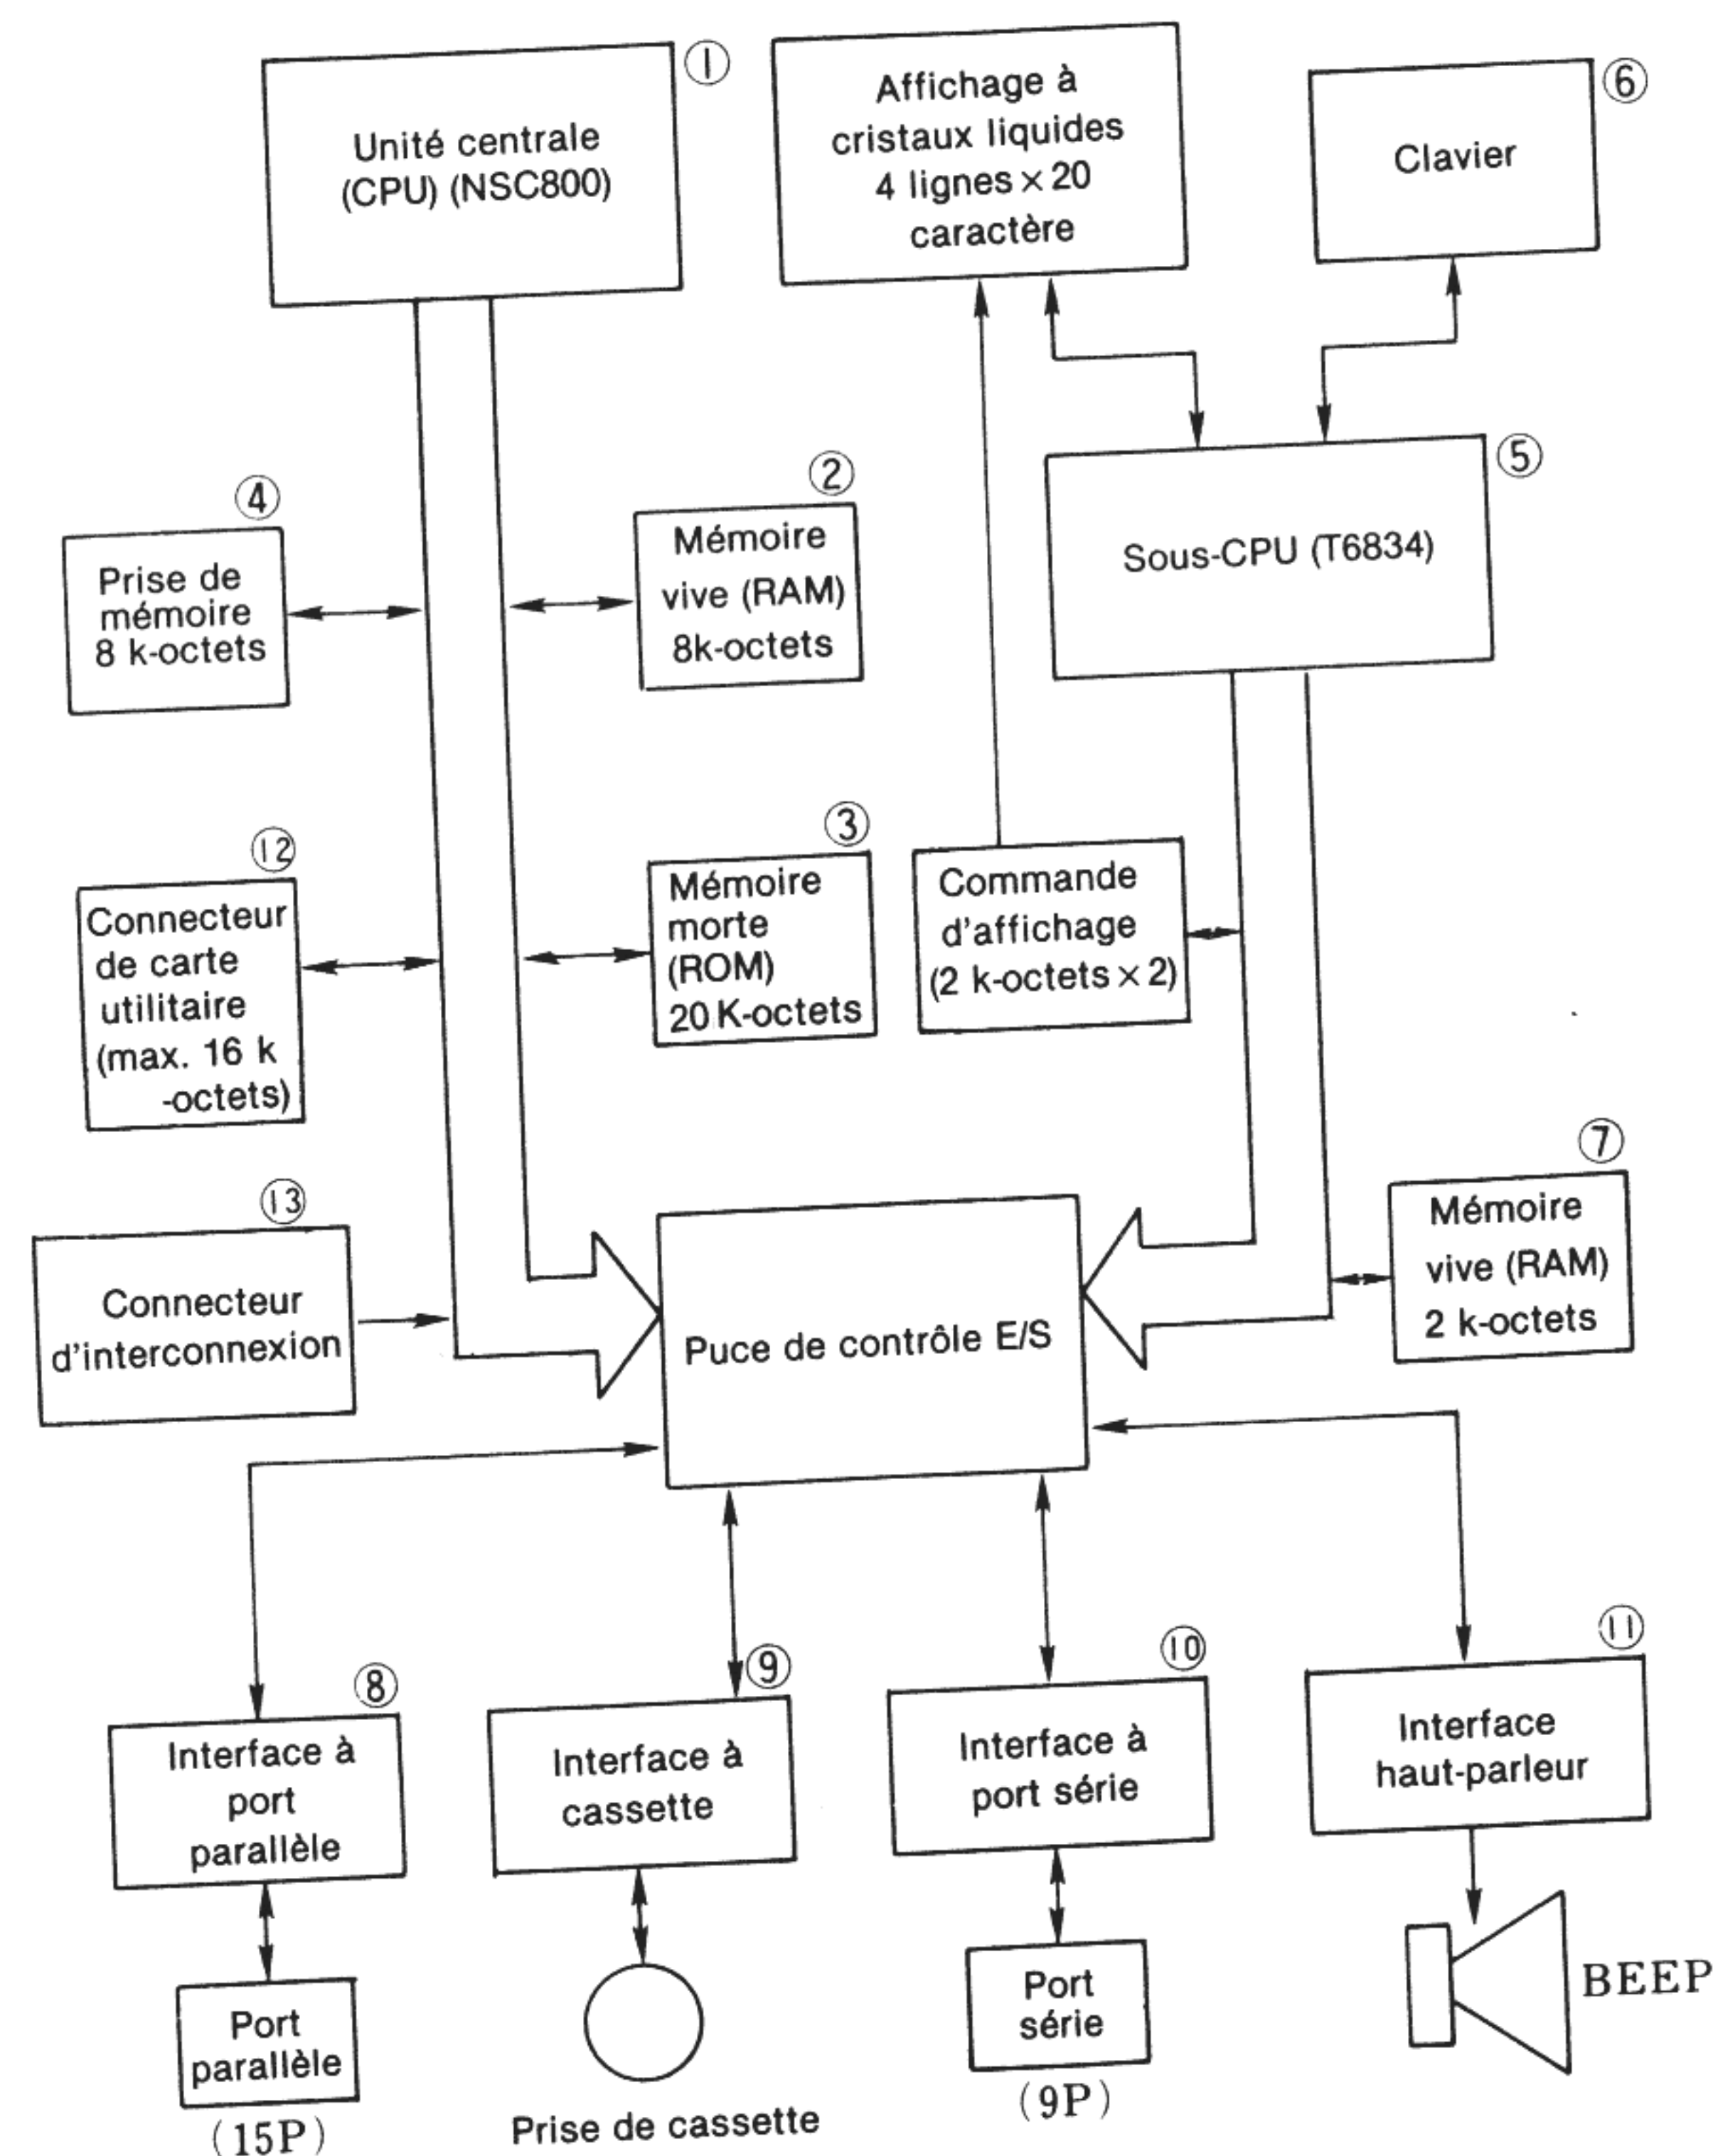 ①
Unité centrale
(CPU) (NSC800)
Affichage à
cristaux liquides
4 lignes × 20
caractère
⑥
Clavier
④
Prise de
mémoire
8 k-octets
②
Mémoire
vive (RAM)
8k-octets
⑤
Sous-CPU (T6834)
⑫
Connecteur
de carte
utilitaire
(max. 16 k
-octets)
③
Mémoire
morte
(ROM)
20 K-octets
Commande
d'affichage
(2 k-octets × 2)
⑬
Connecteur
d'interconnexion
Puce de contrôle E/S
⑦
Mémoire
vive (RAM)
2 k-octets
⑧
Interface à
port
parallèle
⑨
Interface à
cassette
⑩
Interface à
port série
⑪
Interface
haut-parleur
Port
parallèle
(15P)
Prise de cassette
Port
série
(9P)
BEEP